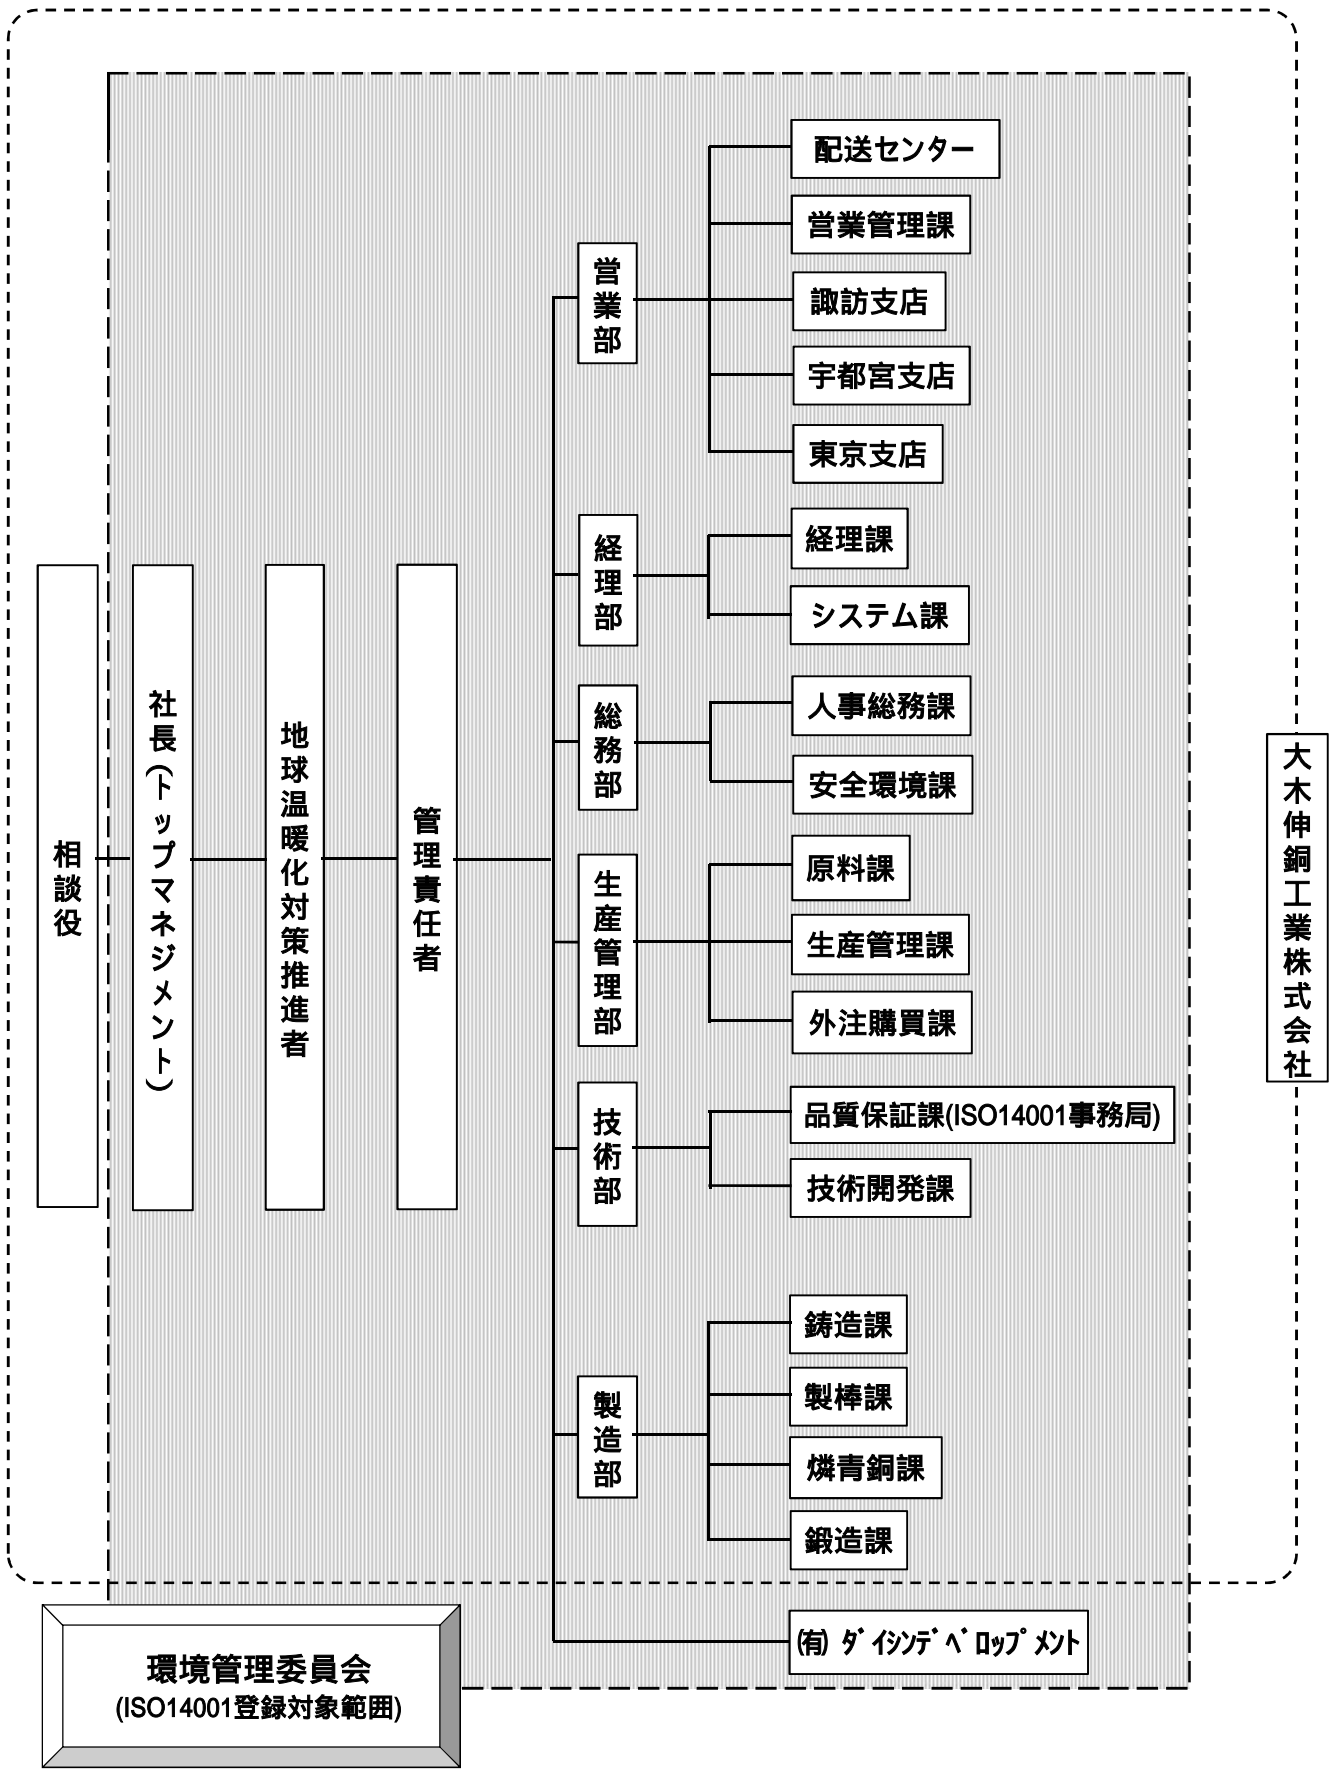 配送センター
営業管理課
諏訪支店
宇都宮支店
東京支店
営業部
経理課
システム課
経理部
人事総務課
安全環境課
総務部
原料課
生産管理課
外注購買課
生産管理部
品質保証課(ISO14001事務局)
技術開発課
技術部
鋳造課
製棒課
燐青銅課
鍛造課
製造部
(有)ダイシンデベロップメント
相談役
社長(トップマネジメント)
地球温暖化対策推進者
管理責任者
大木伸銅工業株式会社
環境管理委員会
(ISO14001登録対象範囲)